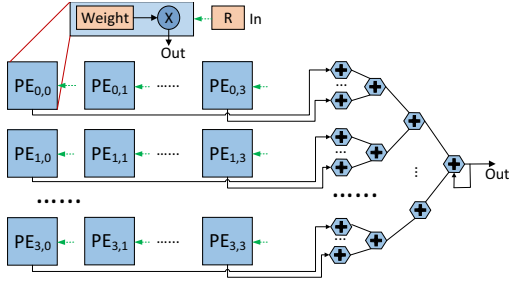 Weight X R In
Out
PE0,0 PE0,1 ...... PE0,3 ...
PE1,0 PE1,1 ...... PE1,3 ...
Out
...... ...... ...
PE3,0 PE3,1 ...... PE3,3 ...